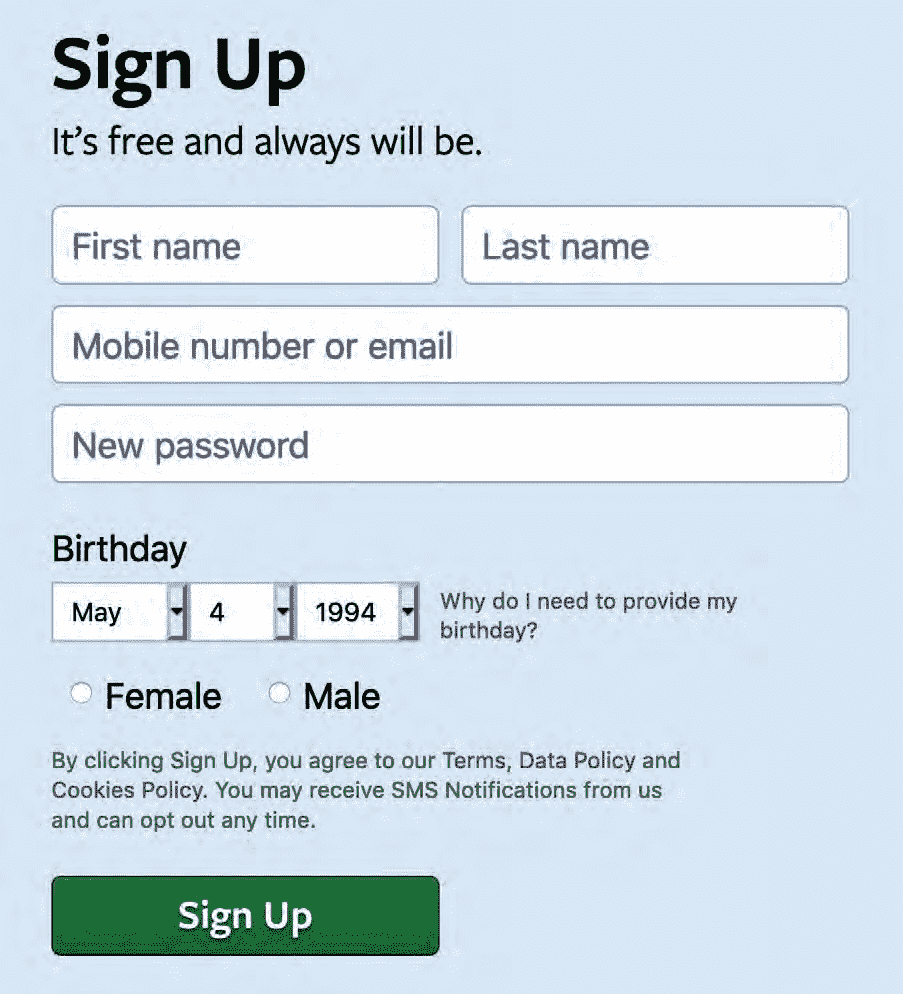 Sign Up
It's free and always will be.
First name
Last name
Mobile number or email
New password
Birthday
May
4
1994
Why do I need to provide my
birthday?
Female
Male
By clicking Sign Up, you agree to our Terms, Data Policy and
Cookies Policy. You may receive SMS Notifications from us
and can opt out any time.
Sign Up